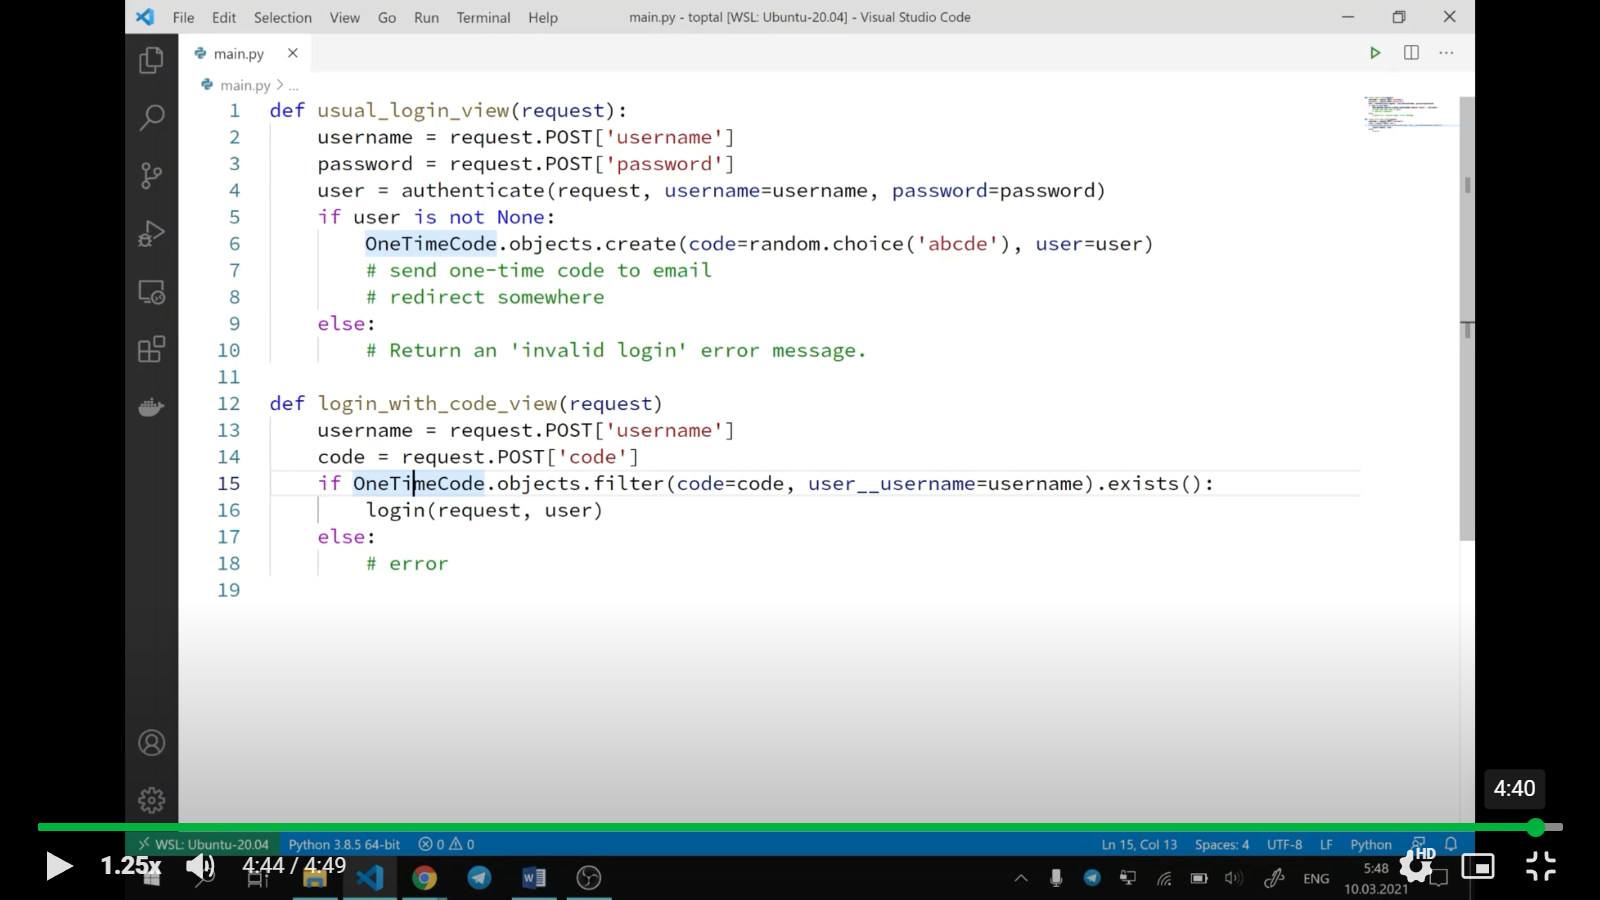 File Edit Selection View Go Run Terminal Help main.py - toptal [WSL: Ubuntu-20.04] - Visual Studio Code
main.py
main.py > ...
1 def usual_login_view(request):
2 username = request.POST['username']
3 password = request.POST['password']
4 user = authenticate(request, username=username, password=password)
5 if user is not None:
6 OneTimeCode.objects.create(code=random.choice('abcde'), user=user)
7 # send one-time code to email
8 # redirect somewhere
9 else:
10 # Return an 'invalid login' error message.
11
12 def login_with_code_view(request)
13 username = request.POST['username']
14 code = request.POST['code']
15 if OneTimeCode.objects.filter(code=code, user__username=username).exists():
16 login(request, user)
17 else:
18 # error
19
4:40
WSL: Ubuntu-20.04 Python 3.8.5 64-bit 0 0 Ln 15, Col 13 Spaces: 4 UTF-8 LF Python
1.25x 4:44 / 4:49 ENG 5:48 HD
10.03.2021